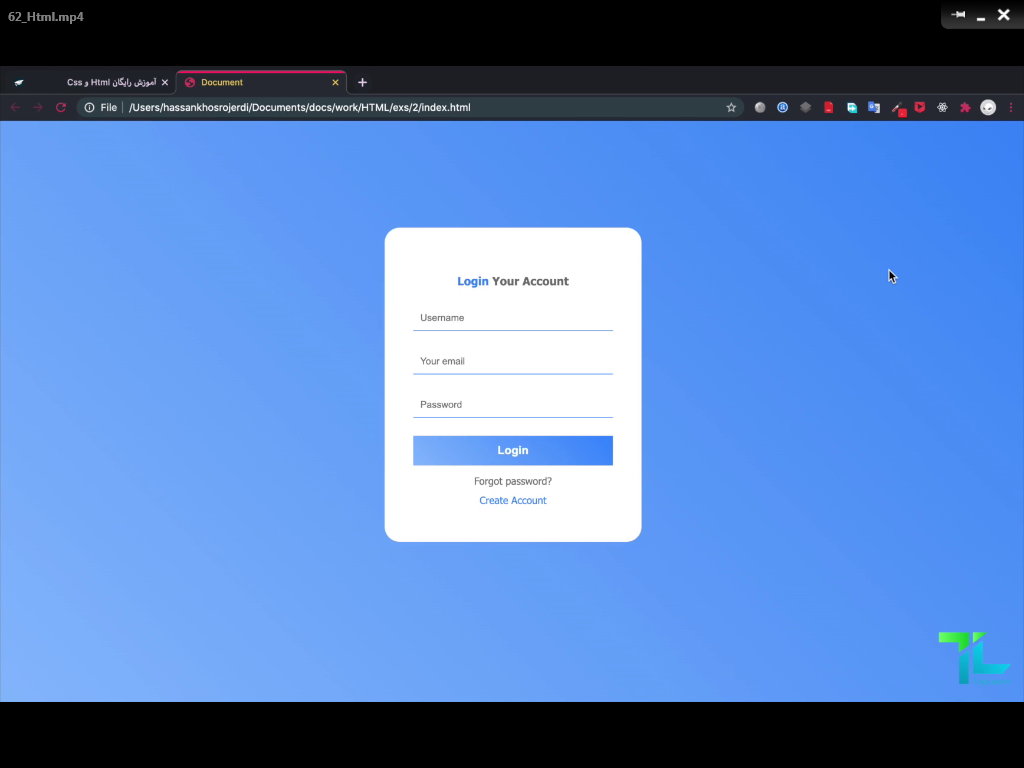 62_Html.mp4
آموزش رایگان Html و Css
Document
File
/Users/hassankhosrojerdi/Documents/docs/work/HTML/exs/2/index.html
Login Your Account
Username
Your email
Password
Login
Forgot password?
Create Account
TL